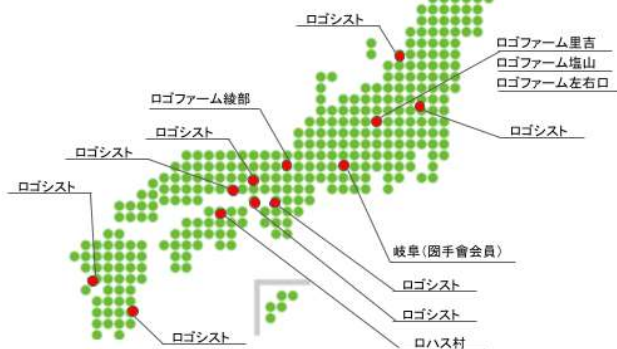 ロゴシスト
ロゴファーム里吉
ロゴファーム塩山
ロゴファーム左右口
ロゴファーム綾部
ロゴシスト
ロゴシスト
ロゴシスト
ロゴシスト
岐阜(圀手會会員)
ロゴシスト
ロゴシスト
ロゴシスト
ロハス村